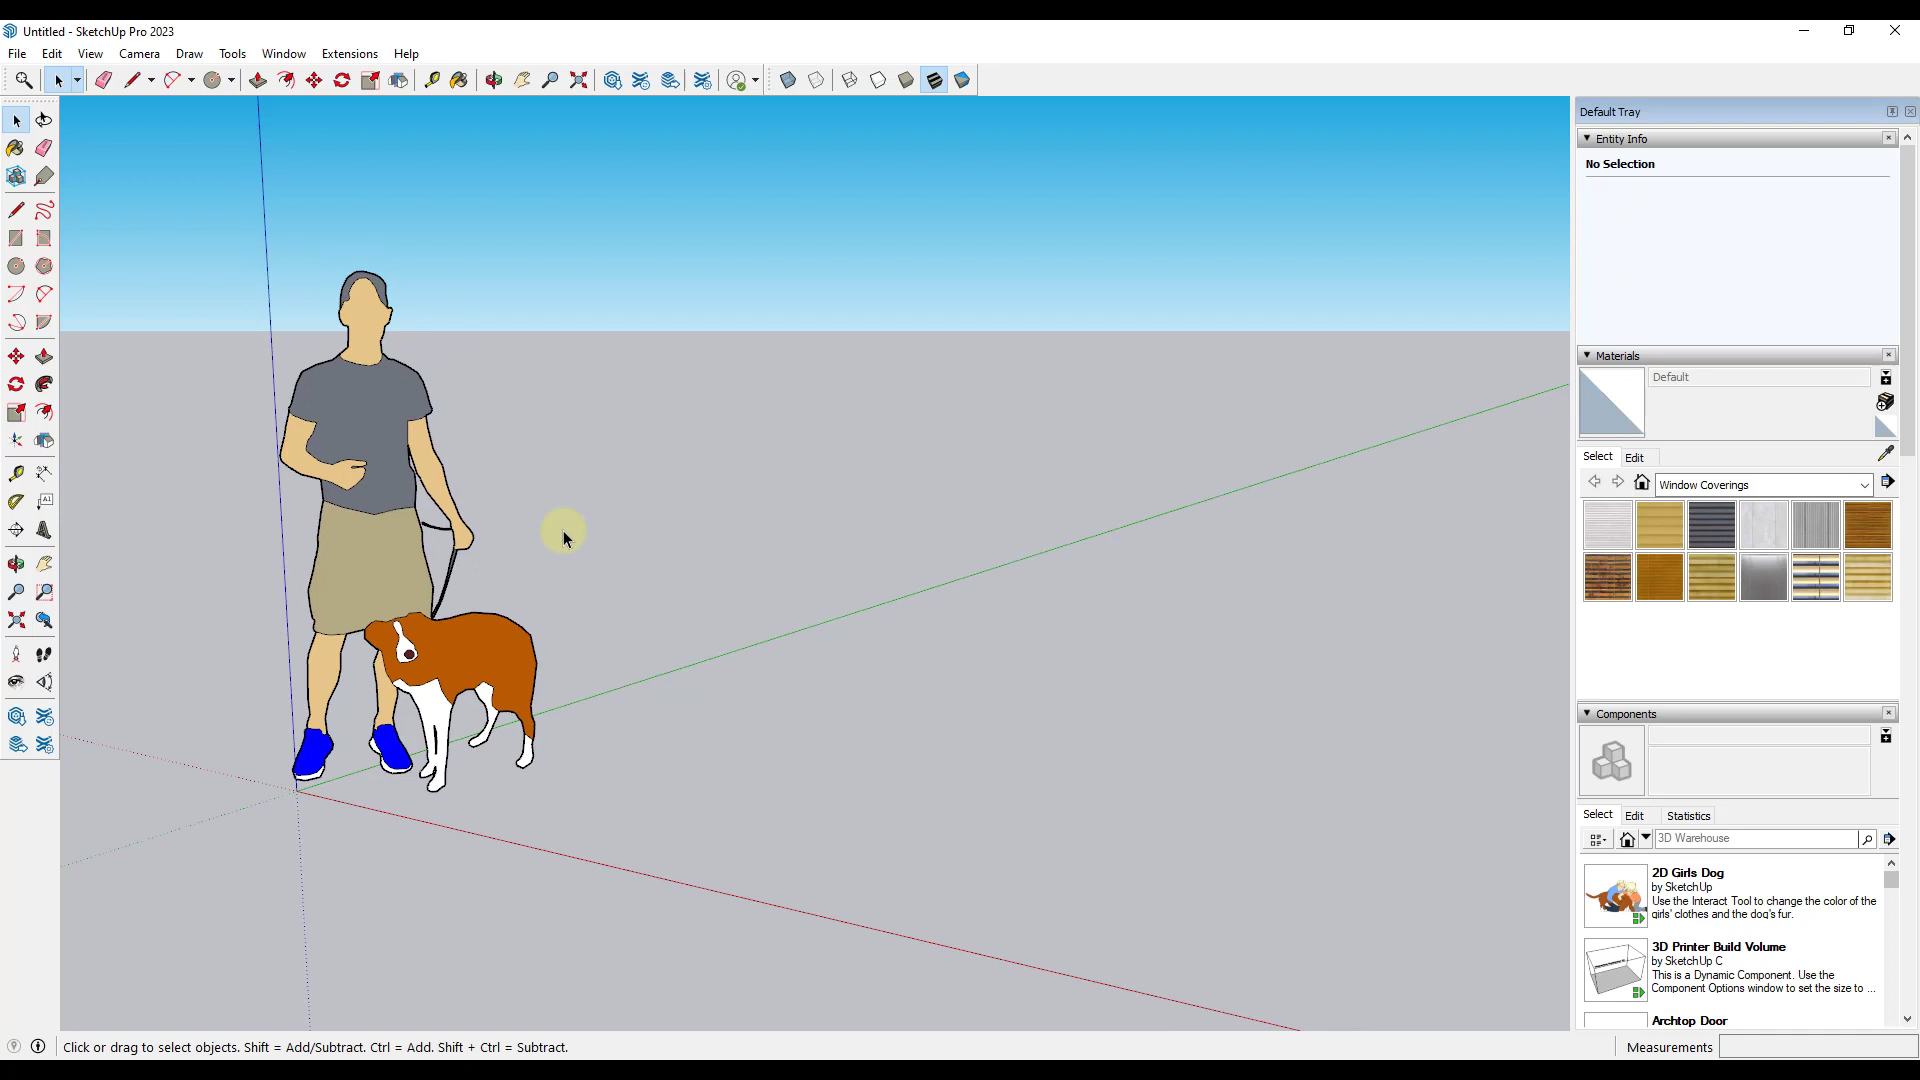 Untitled - SketchUp Pro 2023
File Edit View Camera Draw Tools Window Extensions Help
Default Tray
Entity Info
No Selection
Materials
Default
Select Edit
Window Coverings
A1
Components
Select Edit Statistics
3D Warehouse
2D Girls Dog
by SketchUp
Use the Interact Tool to change the color of the
girls' clothes and the dog's fur.
3D Printer Build Volume
by SketchUp C
This is a Dynamic Component. Use the
Component Options window to set the size to ...
Archtop Door
Click or drag to select objects. Shift = Add/Subtract. Ctrl = Add. Shift + Ctrl = Subtract.
Measurements